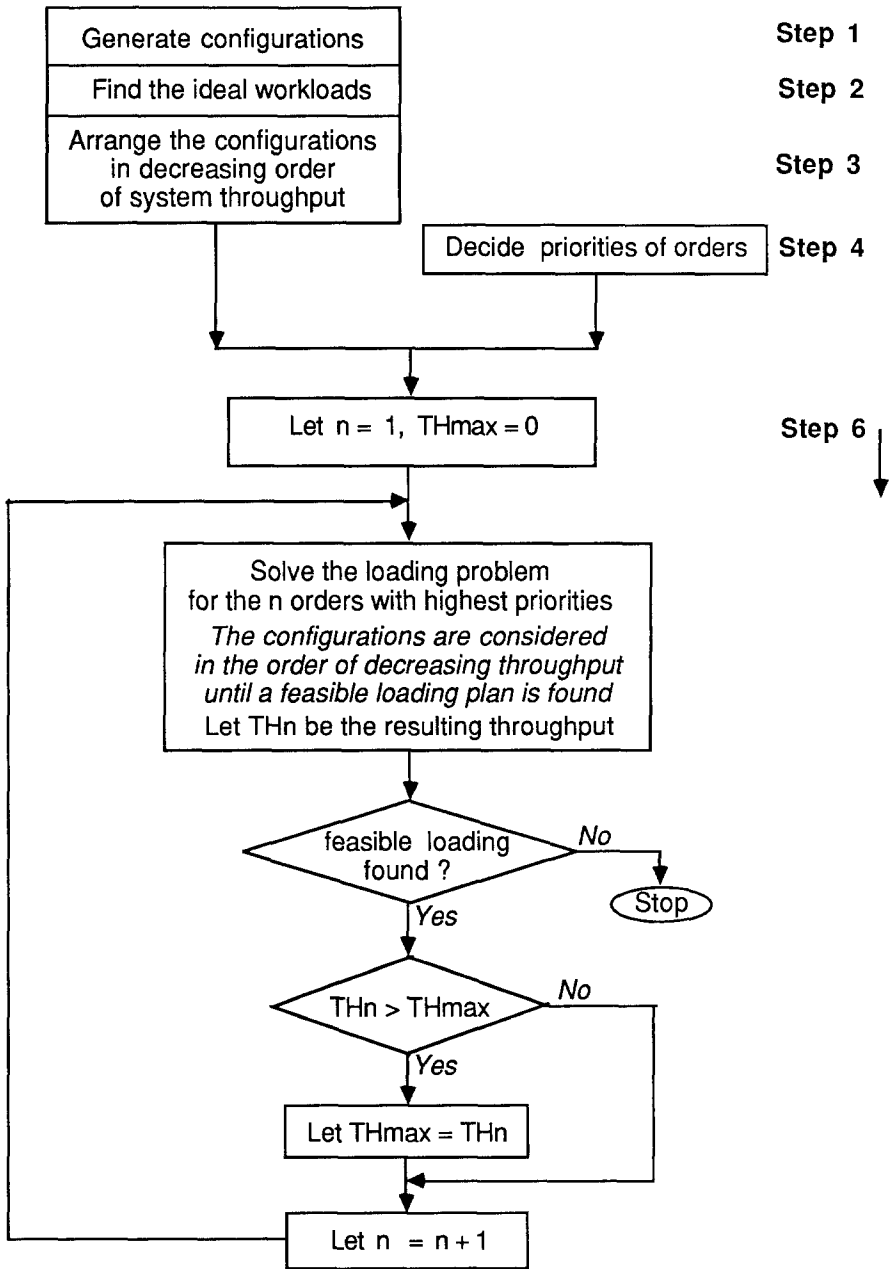 Generate configurations
Step 1
Find the ideal workloads
Step 2
Arrange the configurations
in decreasing order
of system throughput
Step 3
Decide priorities of orders
Step 4
Let n = 1, THmax = 0
Step 6
Solve the loading problem
for the n orders with highest priorities
The configurations are considered
in the order of decreasing throughput
until a feasible loading plan is found
Let THn be the resulting throughput
feasible loading
found ?
No
Stop
Yes
THn > THmax
No
Yes
Let THmax = THn
Let n = n + 1